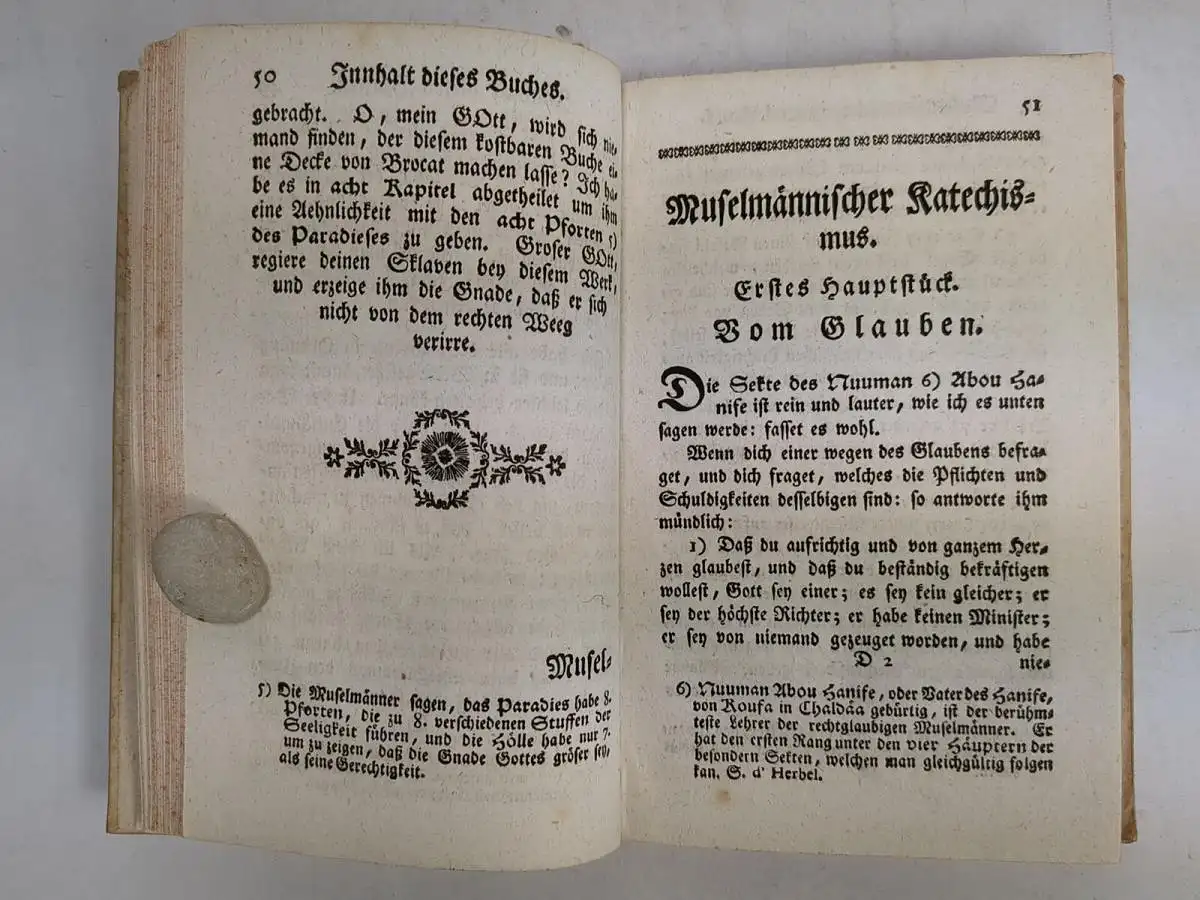 50 Innhalt dieses Buches.
gebracht. O, mein GOtt, wird sich nie-
mand finden, der diesem kostbaren Buche ei-
ne Decke von Brocat machen lasse? Ich ha-
be es in acht Kapitel abgetheilet um ihm
eine Aehnlichkeit mit den acht Pforten 5)
des Paradieses zu geben. Groser GOtt,
regiere deinen Sklaven bey diesem Werk,
und erzeige ihm die Gnade, daß er sich
nicht von dem rechten Weeg
verirre.
Musel-
5) Die Muselmänner sagen, das Paradies habe 8.
Pforten, die zu 8. verschiedenen Stuffen der
Seeligkeit führen, und die Hölle habe nur 7.
um zu zeigen, daß die Gnade Gottes gröser sey,
als seine Gerechtigkeit.
51
Muselmännischer Katechis-
mus.
Erstes Hauptstück.
Vom Glauben.
Die Sekte des Nuuman 6) Abou Ha-
nife ist rein und lauter, wie ich es unten
sagen werde: fasset es wohl.
Wenn dich einer wegen des Glaubens befra-
get, und dich fraget, welches die Pflichten und
Schuldigkeiten desselbigen sind: so antworte ihm
mündlich:
1) Daß du aufrichtig und von ganzem Her-
zen glaubest, und daß du beständig bekräftigen
wollest, Gott sey einer; es sey kein gleicher; er
sey der höchste Richter; er habe keinen Minister;
er sey von niemand gezeuget worden, und habe
D 2 nie-
6) Nuuman Abou Hanife, oder Vater des Hanife,
von Koufa in Chaldäa gebürtig, ist der berühm-
teste Lehrer der rechtglaubigen Muselmänner. Er
hat den ersten Rang unter den vier Häuptern der
besondern Sekten, welchen man gleichgültig folgen
kan. S. d' Herbel.